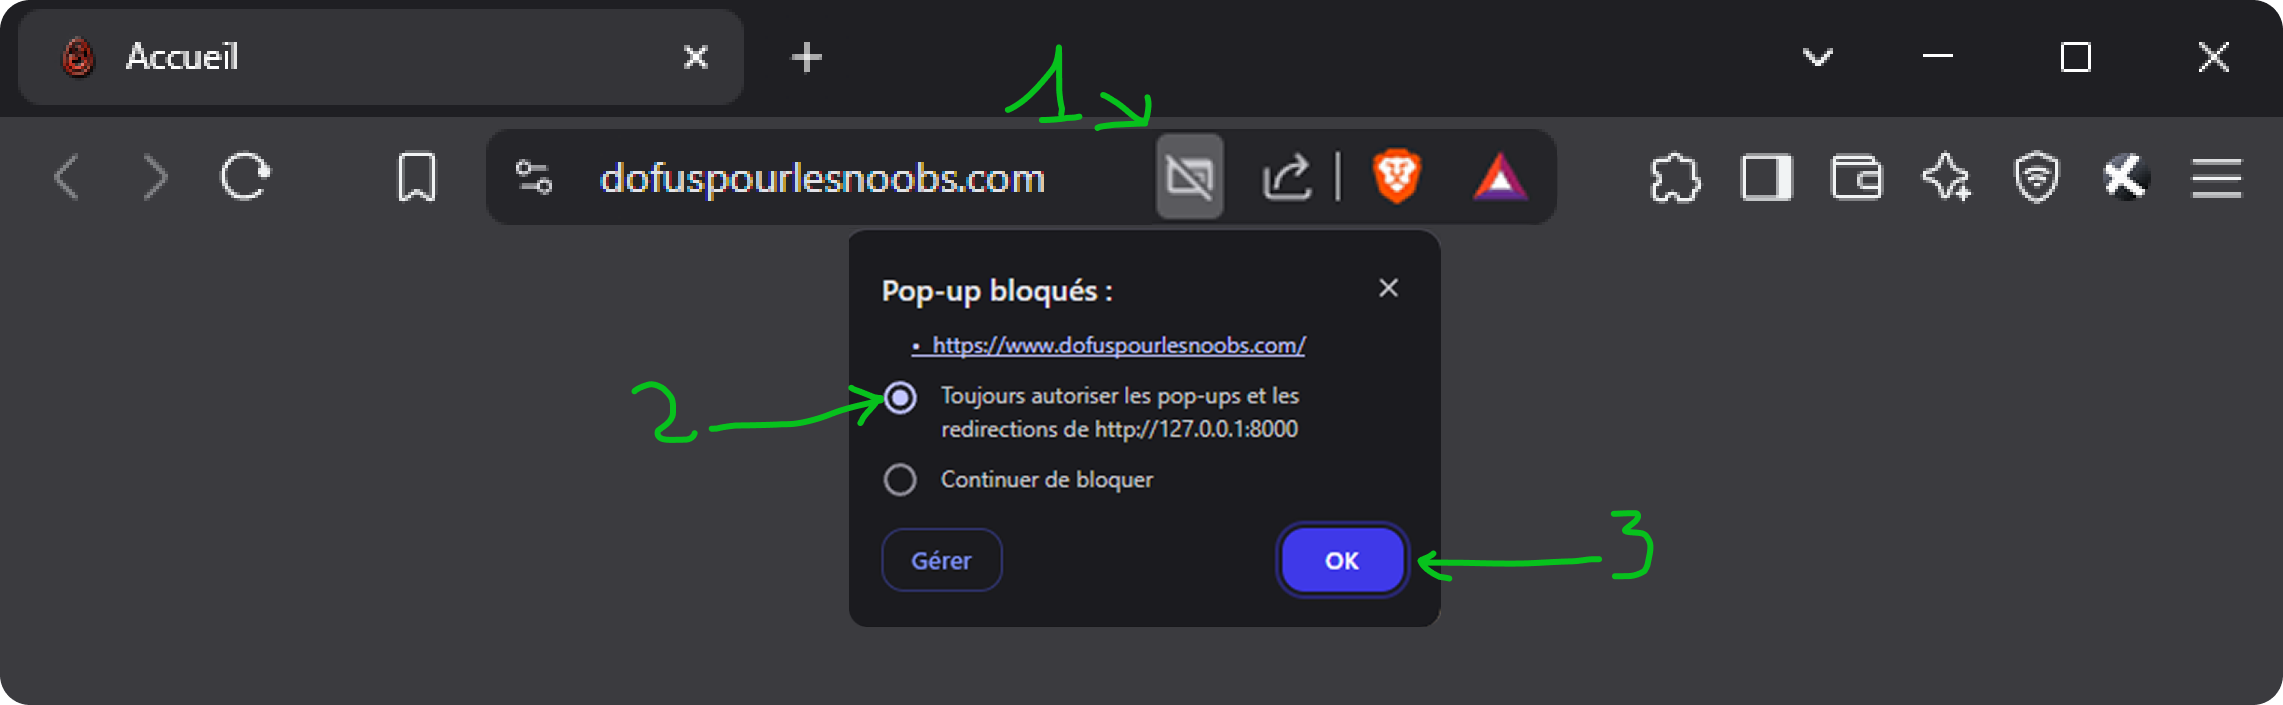 Accueil
1
dofuspourlesnoobs.com
Pop-up bloqués :
• https://www.dofuspourlesnoobs.com/
2
Toujours autoriser les pop-ups et les
redirections de http://127.0.0.1:8000
Continuer de bloquer
Gérer
OK
3